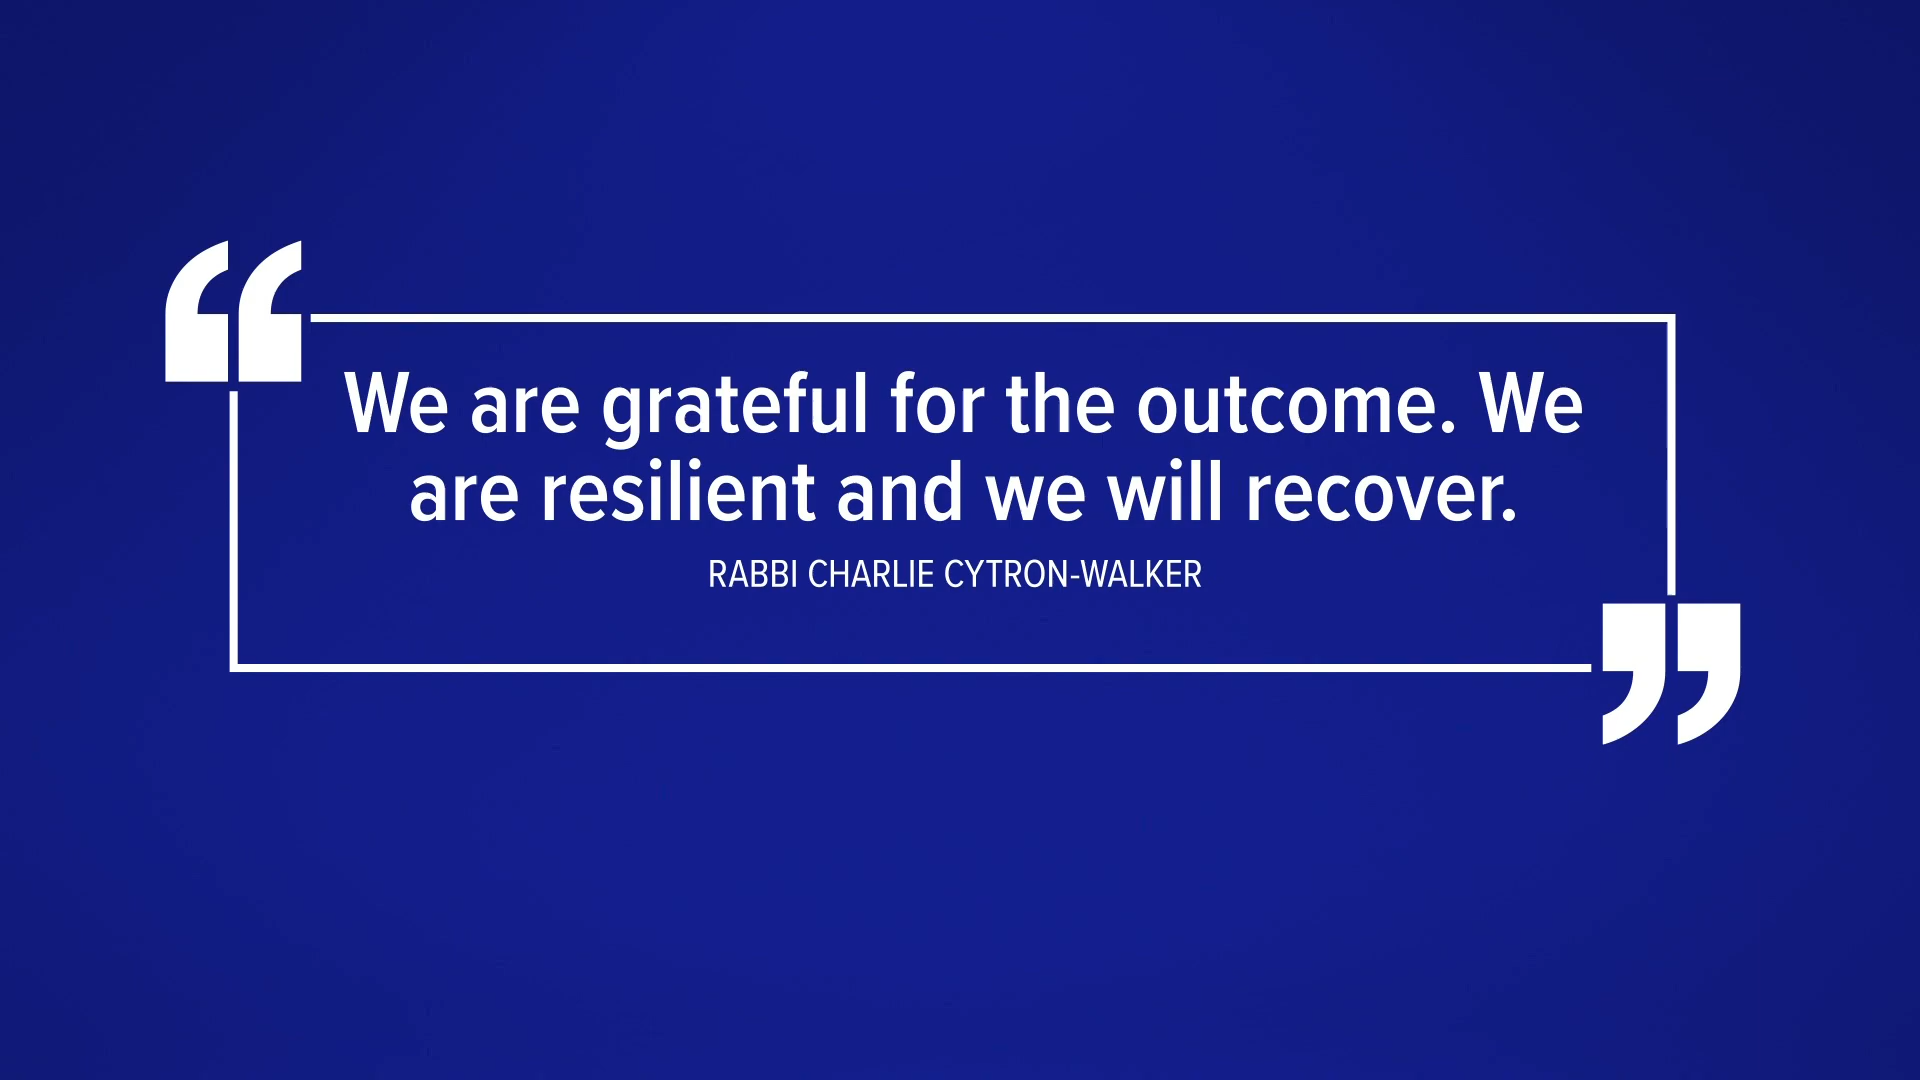 “
We are grateful for the outcome. We
are resilient and we will recover.
RABBI CHARLIE CYTRON-WALKER
”